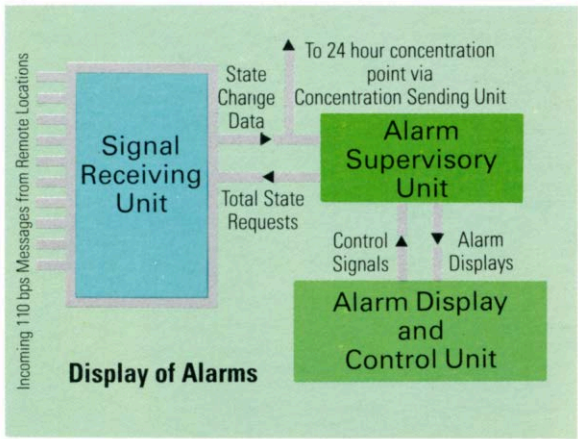 Incoming 110 bps Messages from Remote Locations
Signal
Receiving
Unit
State
Change
Data
To 24 hour concentration
point via
Concentration Sending Unit
Alarm
Supervisory
Unit
Total State
Requests
Control
Signals
Alarm
Displays
Alarm Display
and
Control Unit
Display of Alarms